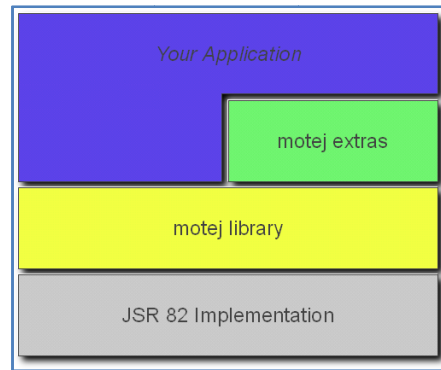 Your Application
motej extras
motej library
JSR 82 Implementation